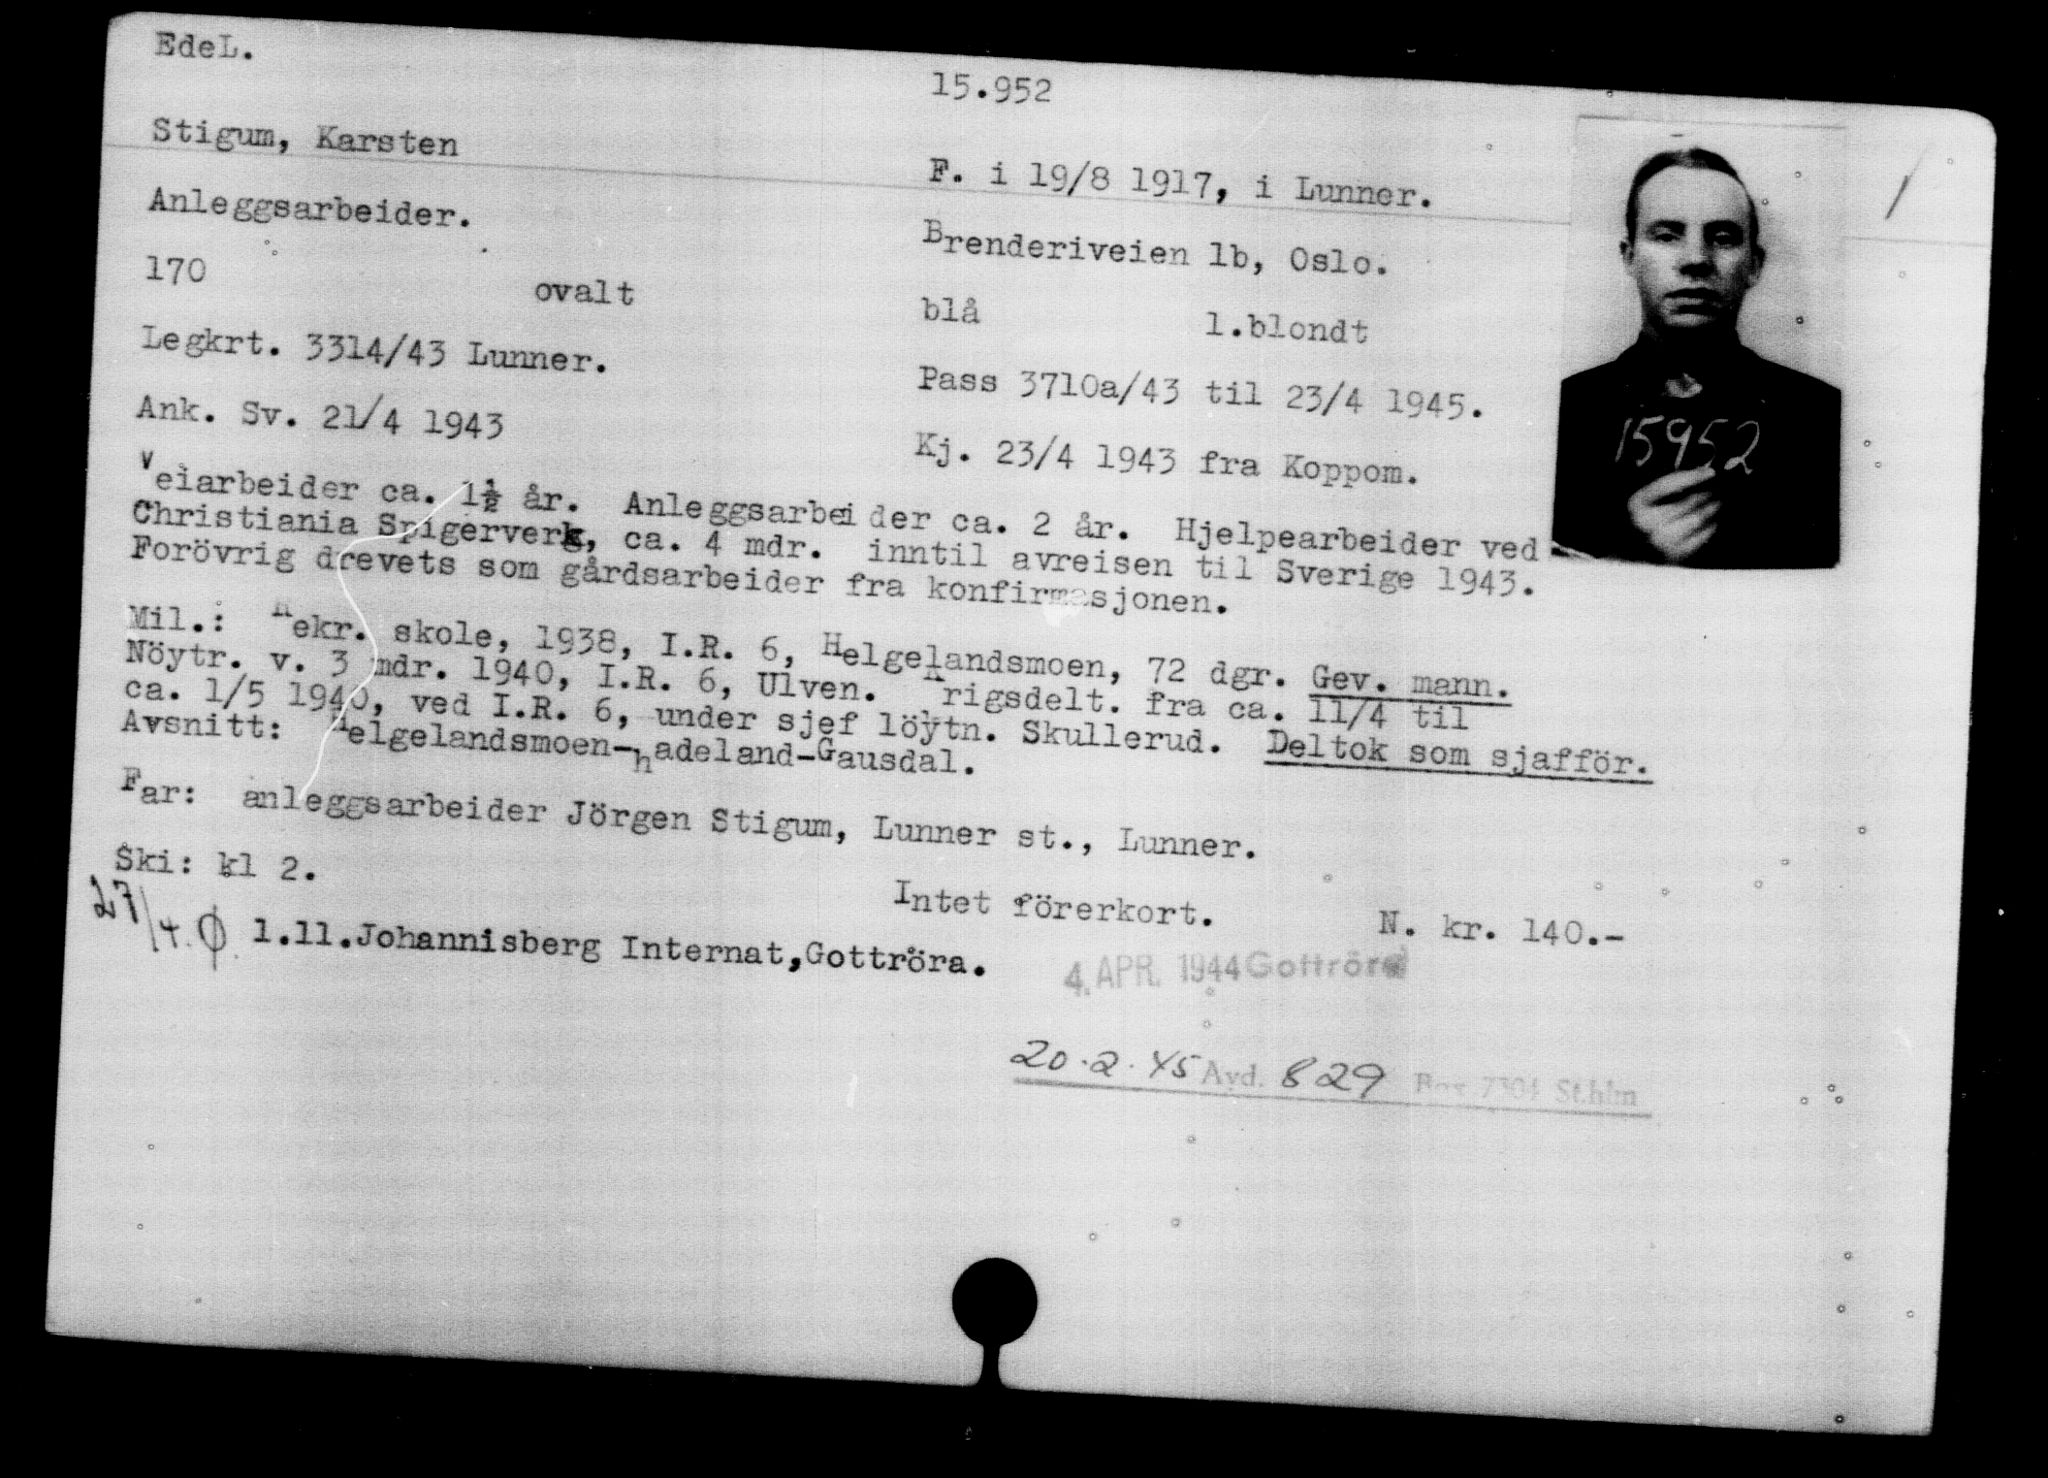 EdeL.
15.952
Stigum, Karsten
F. i 19/8 1917, i Lunner.
Anleggsarbeider.
Brenderiveien 1b, Oslo.
170 ovalt
blå l.blondt
Legkrt. 3314/43 Lunner.
Pass 3710a/43 til 23/4 1945.
Ank. Sv. 21/4 1943
Kj. 23/4 1943 fra Koppom.
15952
Veiarbeider ca. 1½ år. Anleggsarbeider ca. 2 år. Hjelpearbeider ved
Christiania Spigerverk, ca. 4 mdr. inntil avreisen til Sverige 1943.
Forövrig drevets som gårdsarbeider fra konfirmasjonen.
Mil.: Rekr. skole, 1938, I.R. 6, Helgelandsmoen, 72 dgr. Gev. mann.
Nöytr. v. 3 mdr. 1940, I.R. 6, Ulven. Krigsdelt. fra ca. 11/4 til
ca. 1/5 1940, ved I.R. 6, under sjef löytn. Skullerud. Deltok som sjafför.
Avsnitt: Helgelandsmoen-hadeland-Gausdal.
Far: anleggsarbeider Jörgen Stigum, Lunner st., Lunner.
Ski: kl 2.
Intet förerkort. N. kr. 140.-
27/4. 1.11.Johannisberg Internat,Gottröra.
4. APR. 1944 Gottröra
20.2.45 Avd. 829 Box 7304 St.hlm